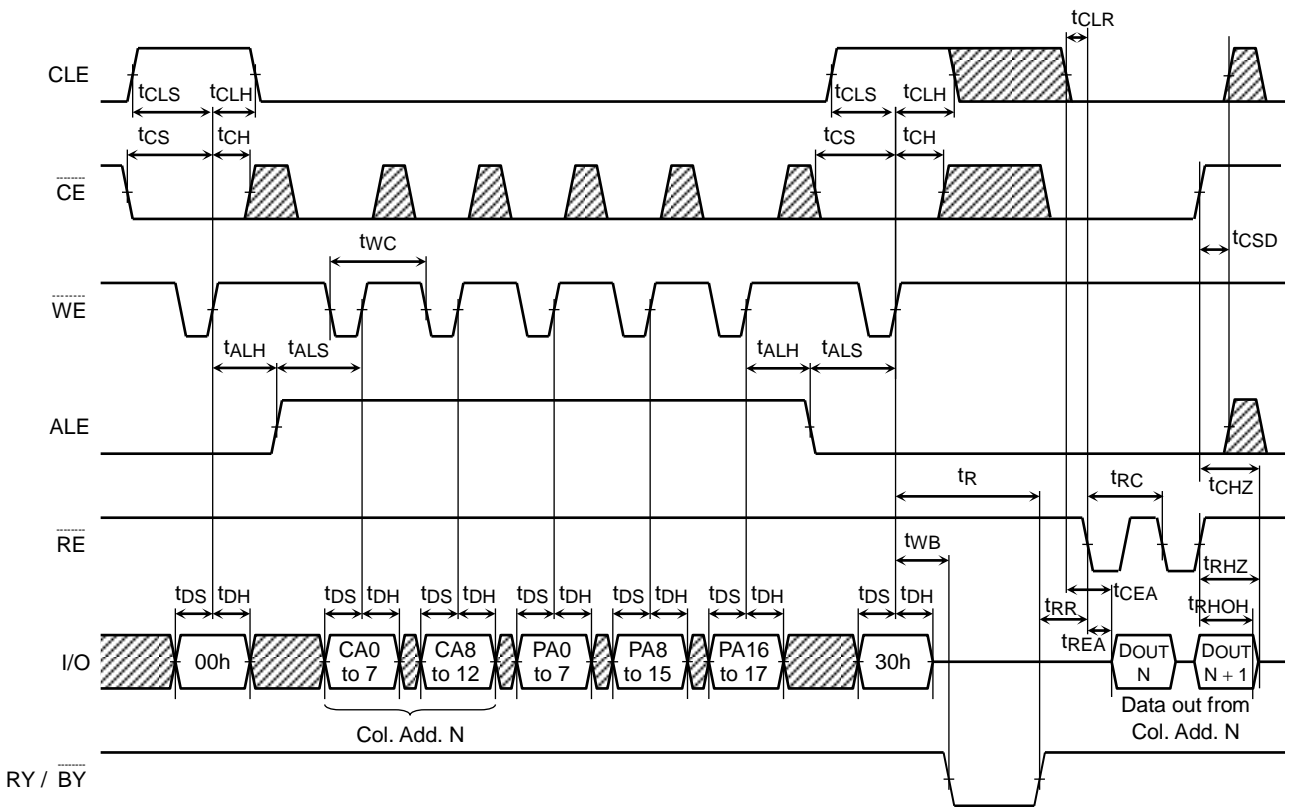 tCLR
CLE
tCLS tCLH tCLS tCLH
tCS tCH tCS tCH
CE
tWC tCSD
WE
tALH tALS tALH tALS
ALE
tR tRC tCHZ
RE
tWB
tDS tDH tDS tDH tDS tDH tDS tDH tDS tDH tDS tDH tDS tDH tRHZ
tCEA
tRR tRHOH
tREA
I/O 00h CA0 to 7 CA8 to 12 PA0 to 7 PA8 to 15 PA16 to 17 30h DOUT N DOUT N + 1
Data out from
Col. Add. N
Col. Add. N
RY / BY